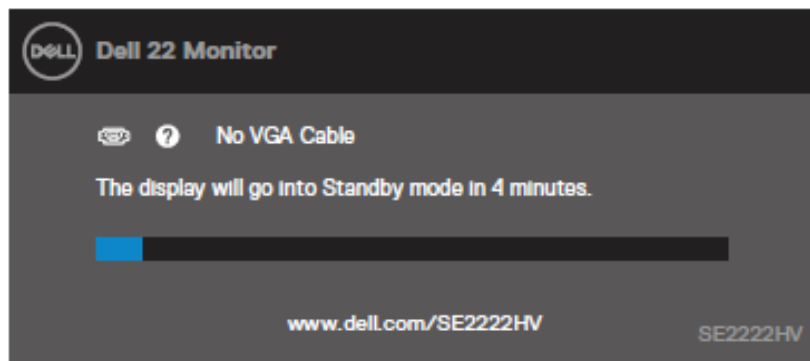 DELL Dell 22 Monitor
? No VGA Cable
The display will go into Standby mode in 4 minutes.
www.dell.com/SE2222HV
SE2222HV